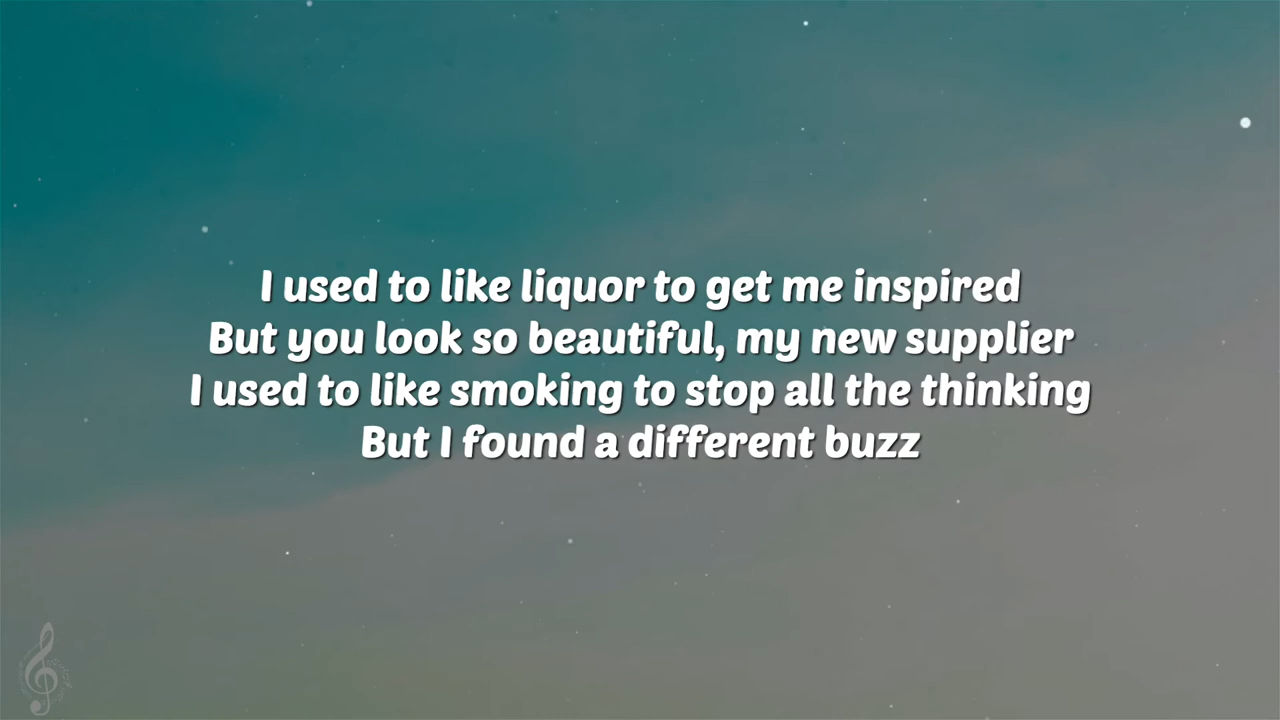 I used to like liquor to get me inspired
But you look so beautiful, my new supplier
I used to like smoking to stop all the thinking
But I found a different buzz